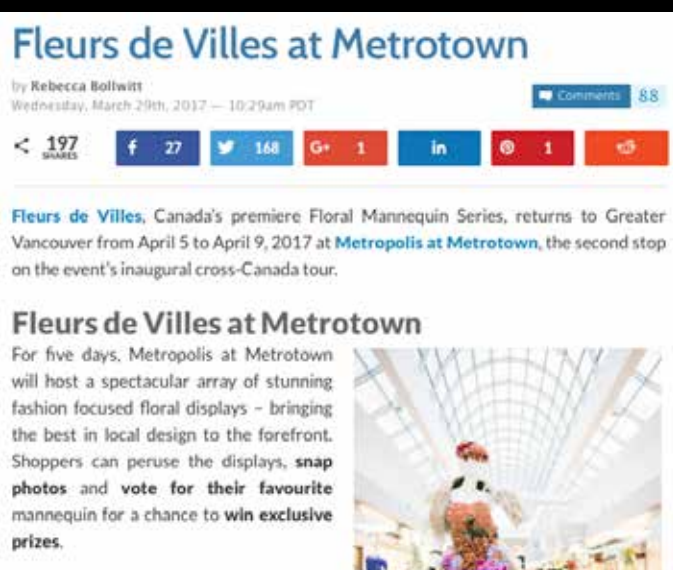 Fleurs de Villes at Metrotown
by Rebecca Bollwitt
Wednesday, March 29th, 2017 — 10:29am PDT
Comments 88
197
SHARES
27
168
G+ 1
in
1
Fleurs de Villes, Canada's premiere Floral Mannequin Series, returns to Greater
Vancouver from April 5 to April 9, 2017 at Metropolis at Metrotown, the second stop
on the event's inaugural cross-Canada tour.
Fleurs de Villes at Metrotown
For five days, Metropolis at Metrotown
will host a spectacular array of stunning
fashion focused floral displays – bringing
the best in local design to the forefront.
Shoppers can peruse the displays, snap
photos and vote for their favourite
mannequin for a chance to win exclusive
prizes.